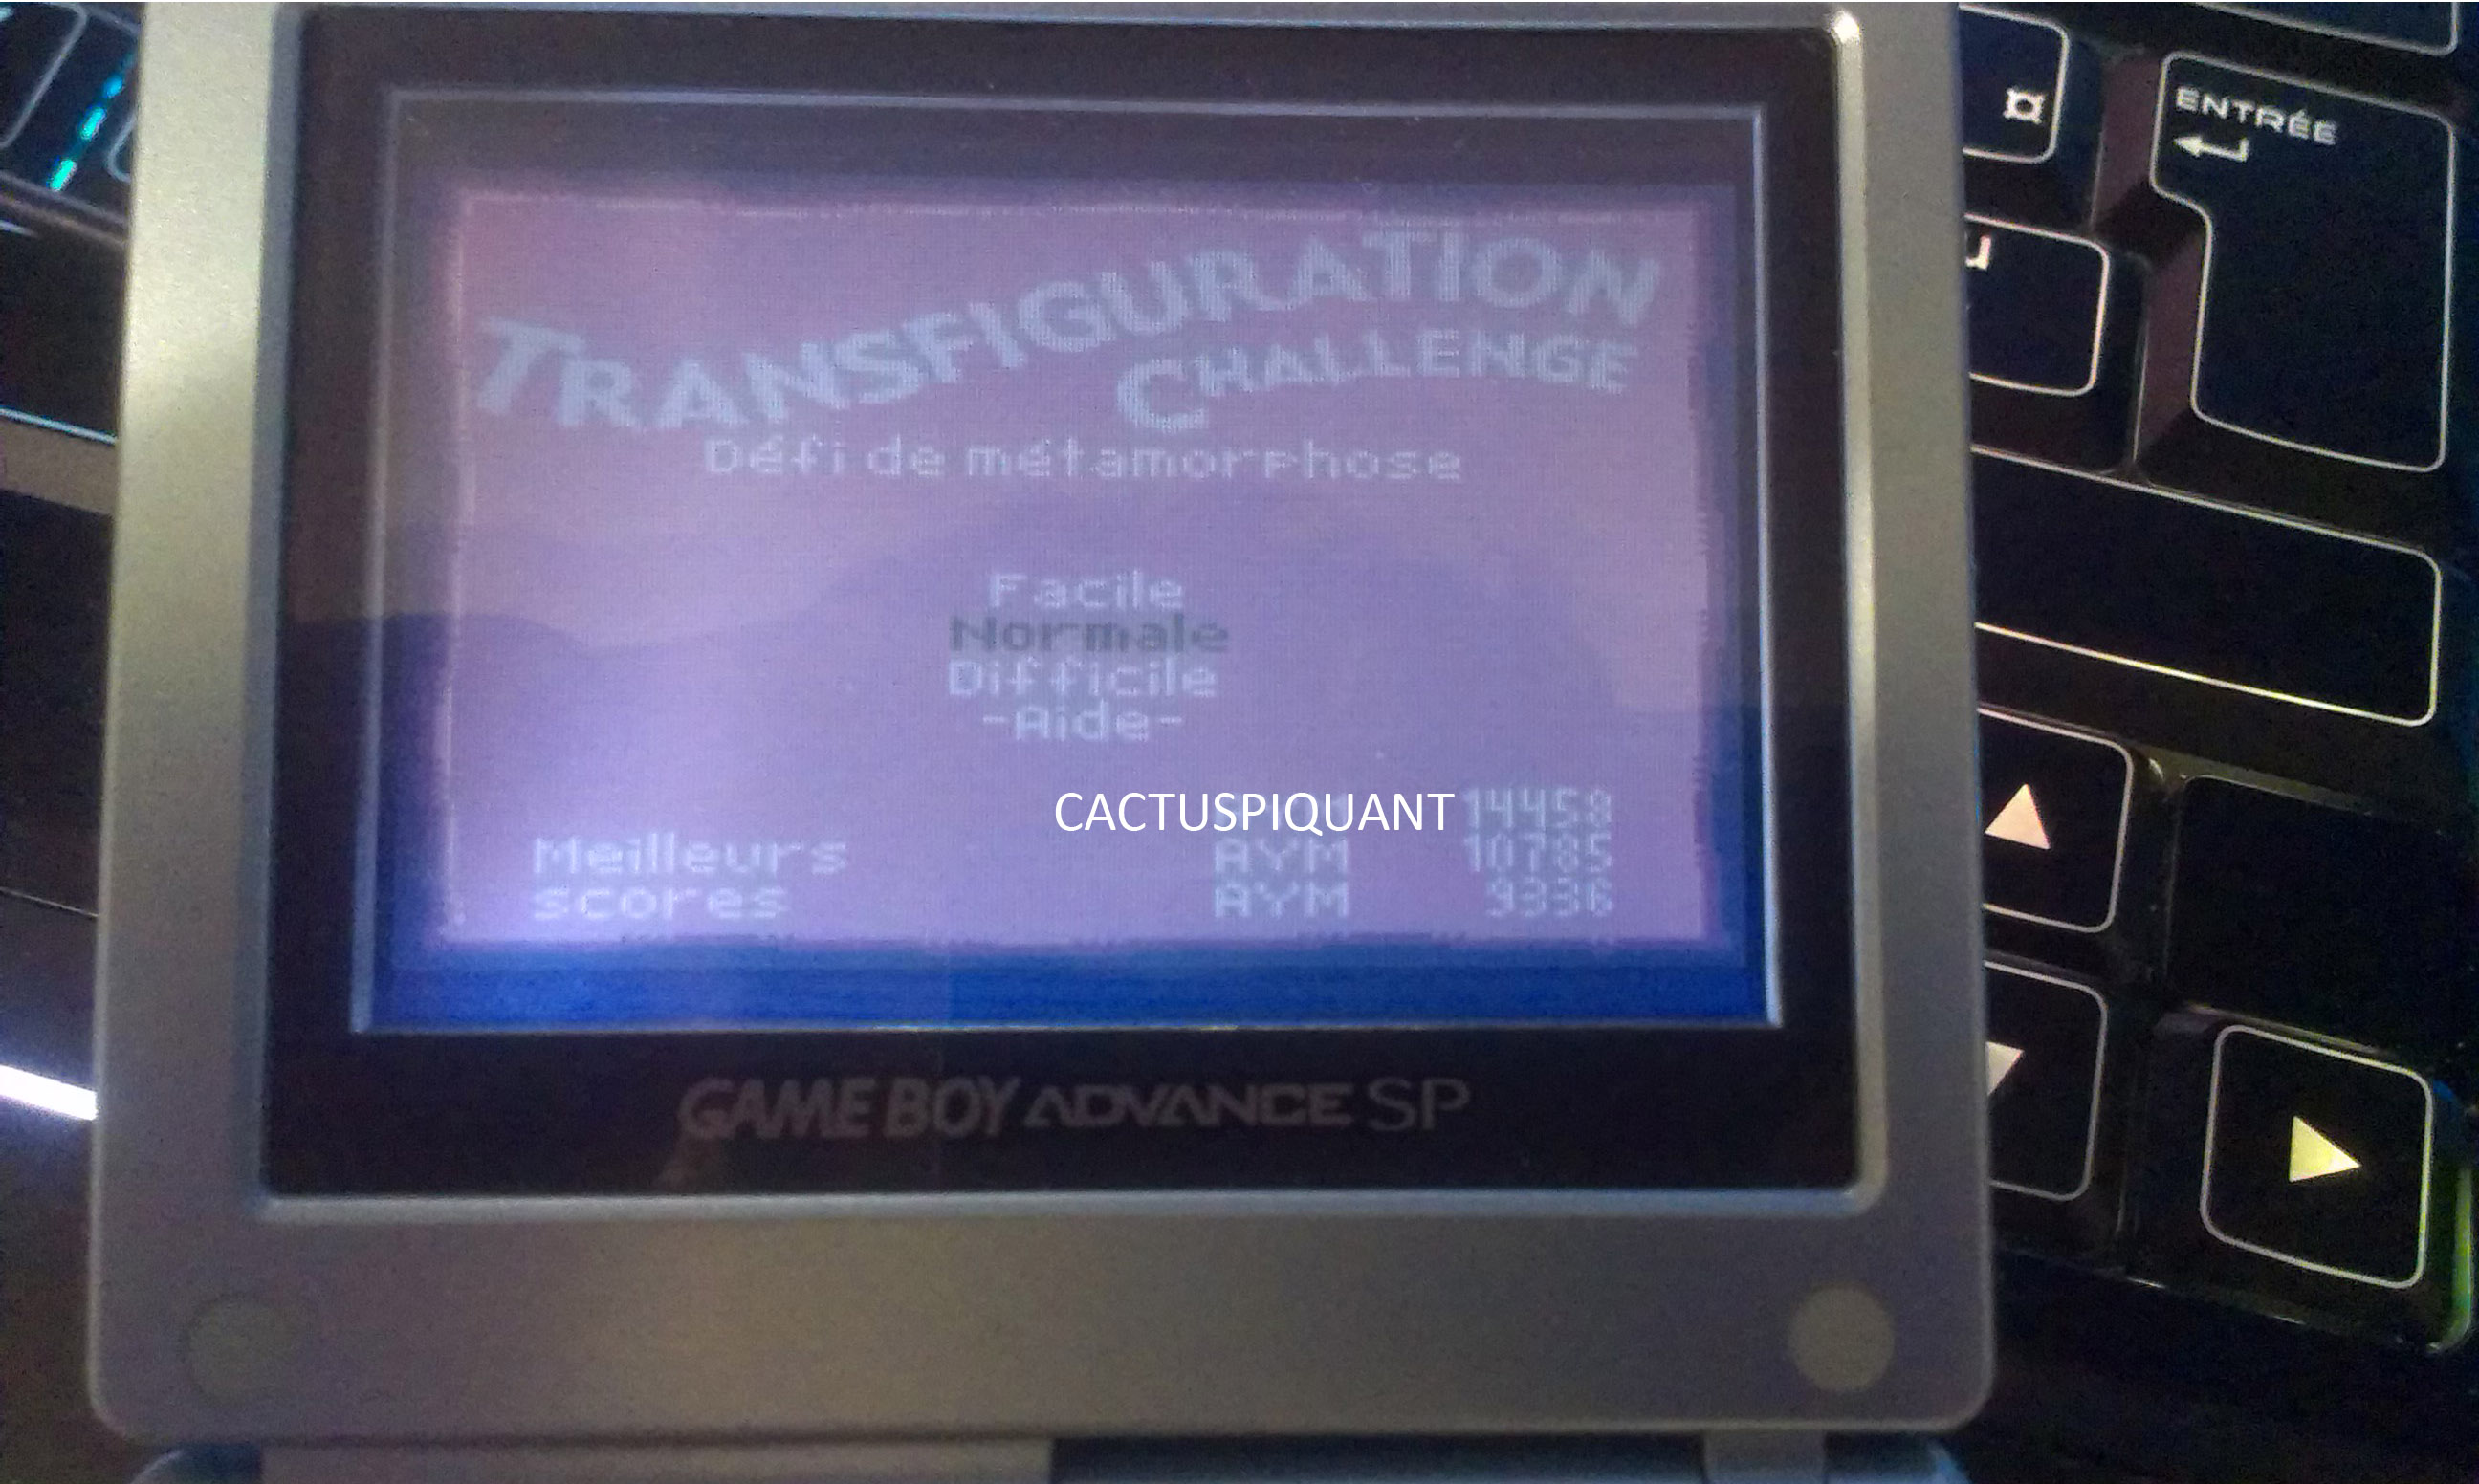 TRANSFIGURATION
CHALLENGE
Défi de métamorphose
Facile
Normale
Difficile
-Aide-
CACTUSPIQUANT 14458
Meilleurs AYM 10785
scores AYM 9336
GAME BOY ADVANCE SP
ENTRÉE
¤